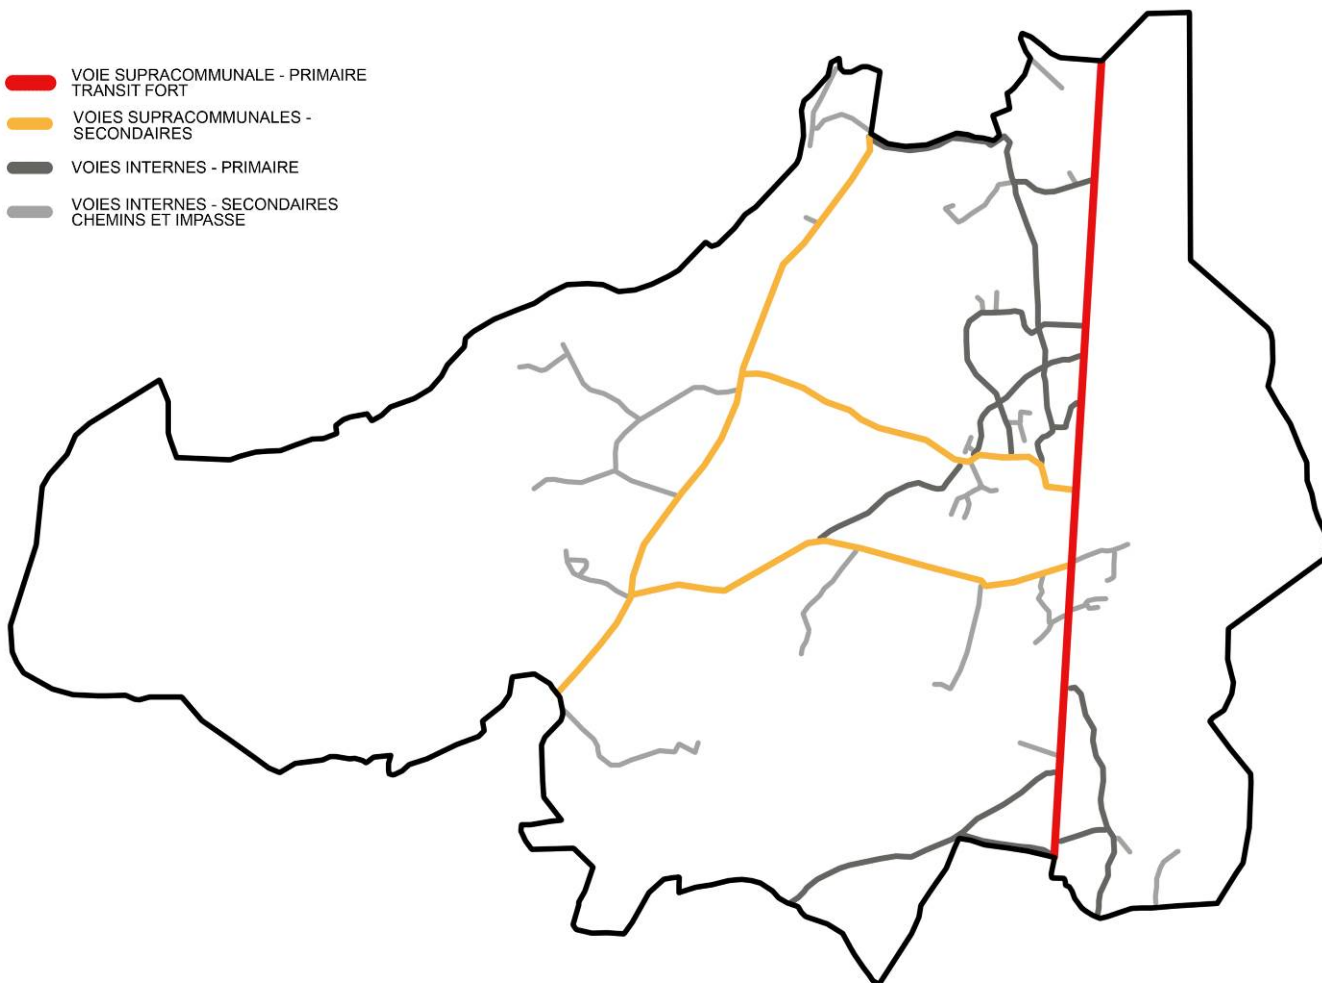 VOIE SUPRACOMMUNALE - PRIMAIRE
TRANSIT FORT
VOIES SUPRACOMMUNALES -
SECONDAIRES
VOIES INTERNES - PRIMAIRE
VOIES INTERNES - SECONDAIRES
CHEMINS ET IMPASSE